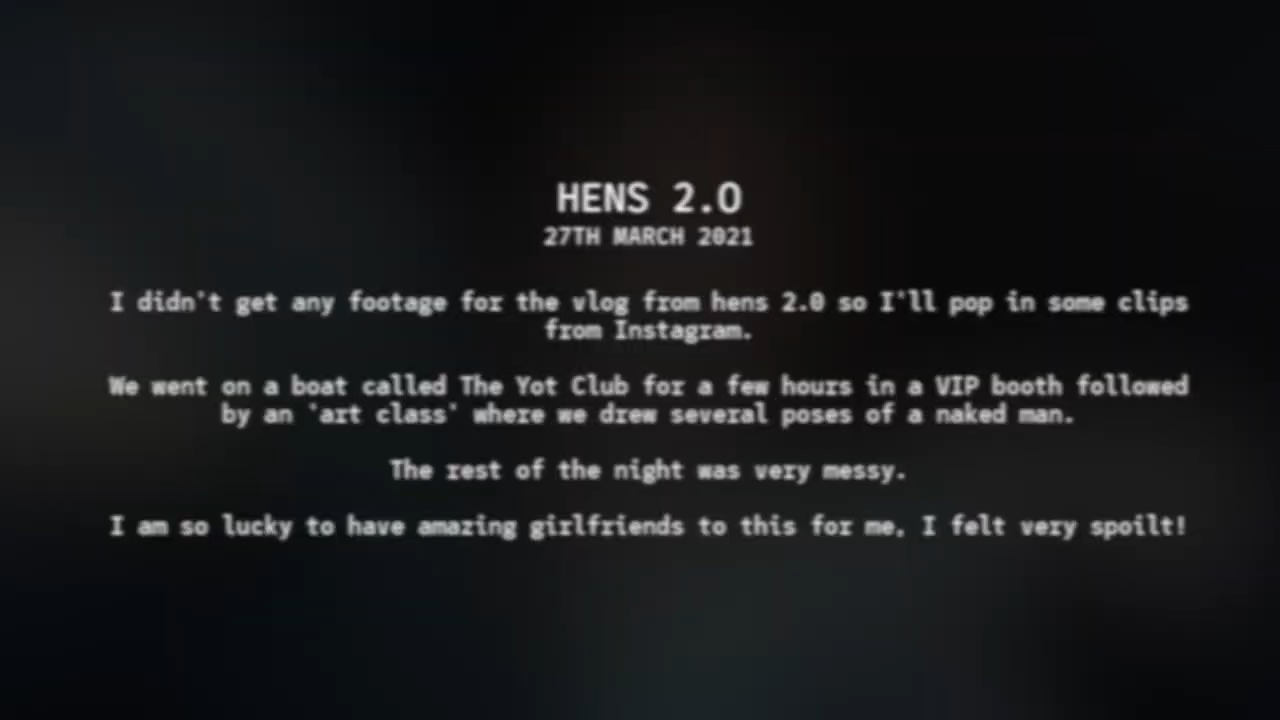 HENS 2.0
27TH MARCH 2021
I didn't get any footage for the vlog from hens 2.0 so I'll pop in some clips
from Instagram.
We went on a boat called The Yot Club for a few hours in a VIP booth followed
by an 'art class' where we drew several poses of a naked man.
The rest of the night was very messy.
I am so lucky to have amazing girlfriends to this for me, I felt very spoilt!